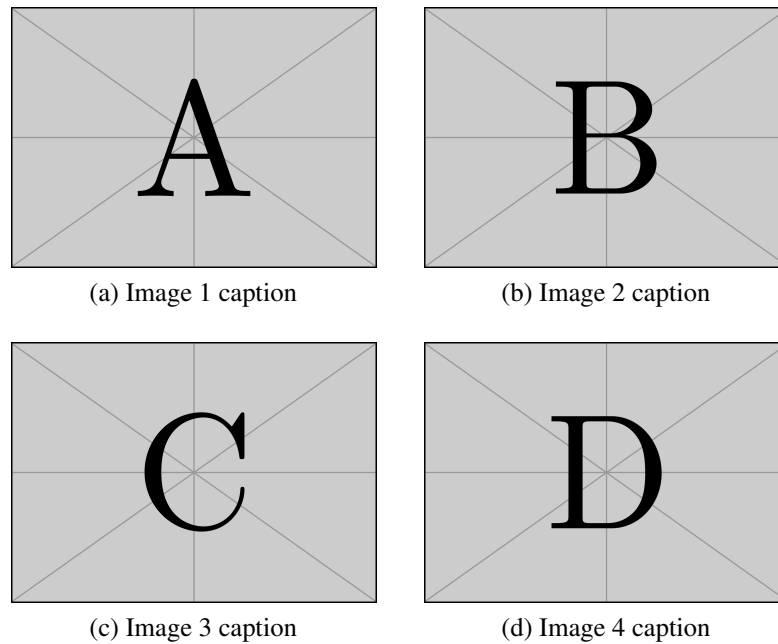 A
B
(a) Image 1 caption
(b) Image 2 caption
C
D
(c) Image 3 caption
(d) Image 4 caption